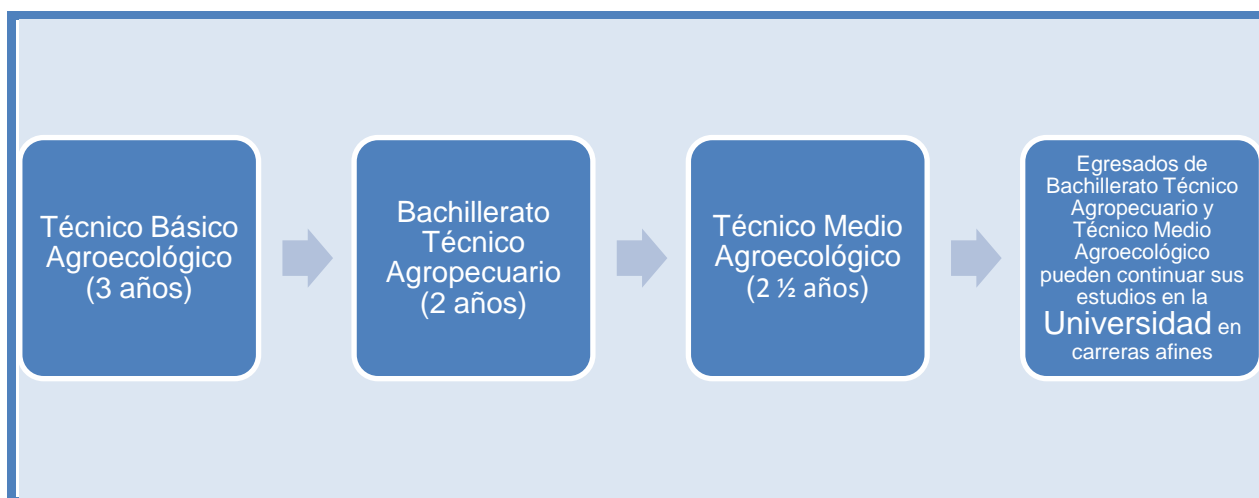 Técnico Básico
Agroecológico
(3 años)
Bachillerato
Técnico
Agropecuario
(2 años)
Técnico Medio
Agroecológico
(2 ½ años)
Egresados de
Bachillerato Técnico
Agropecuario y
Técnico Medio
Agroecológico
pueden continuar sus
estudios en la
Universidad en
carreras afines